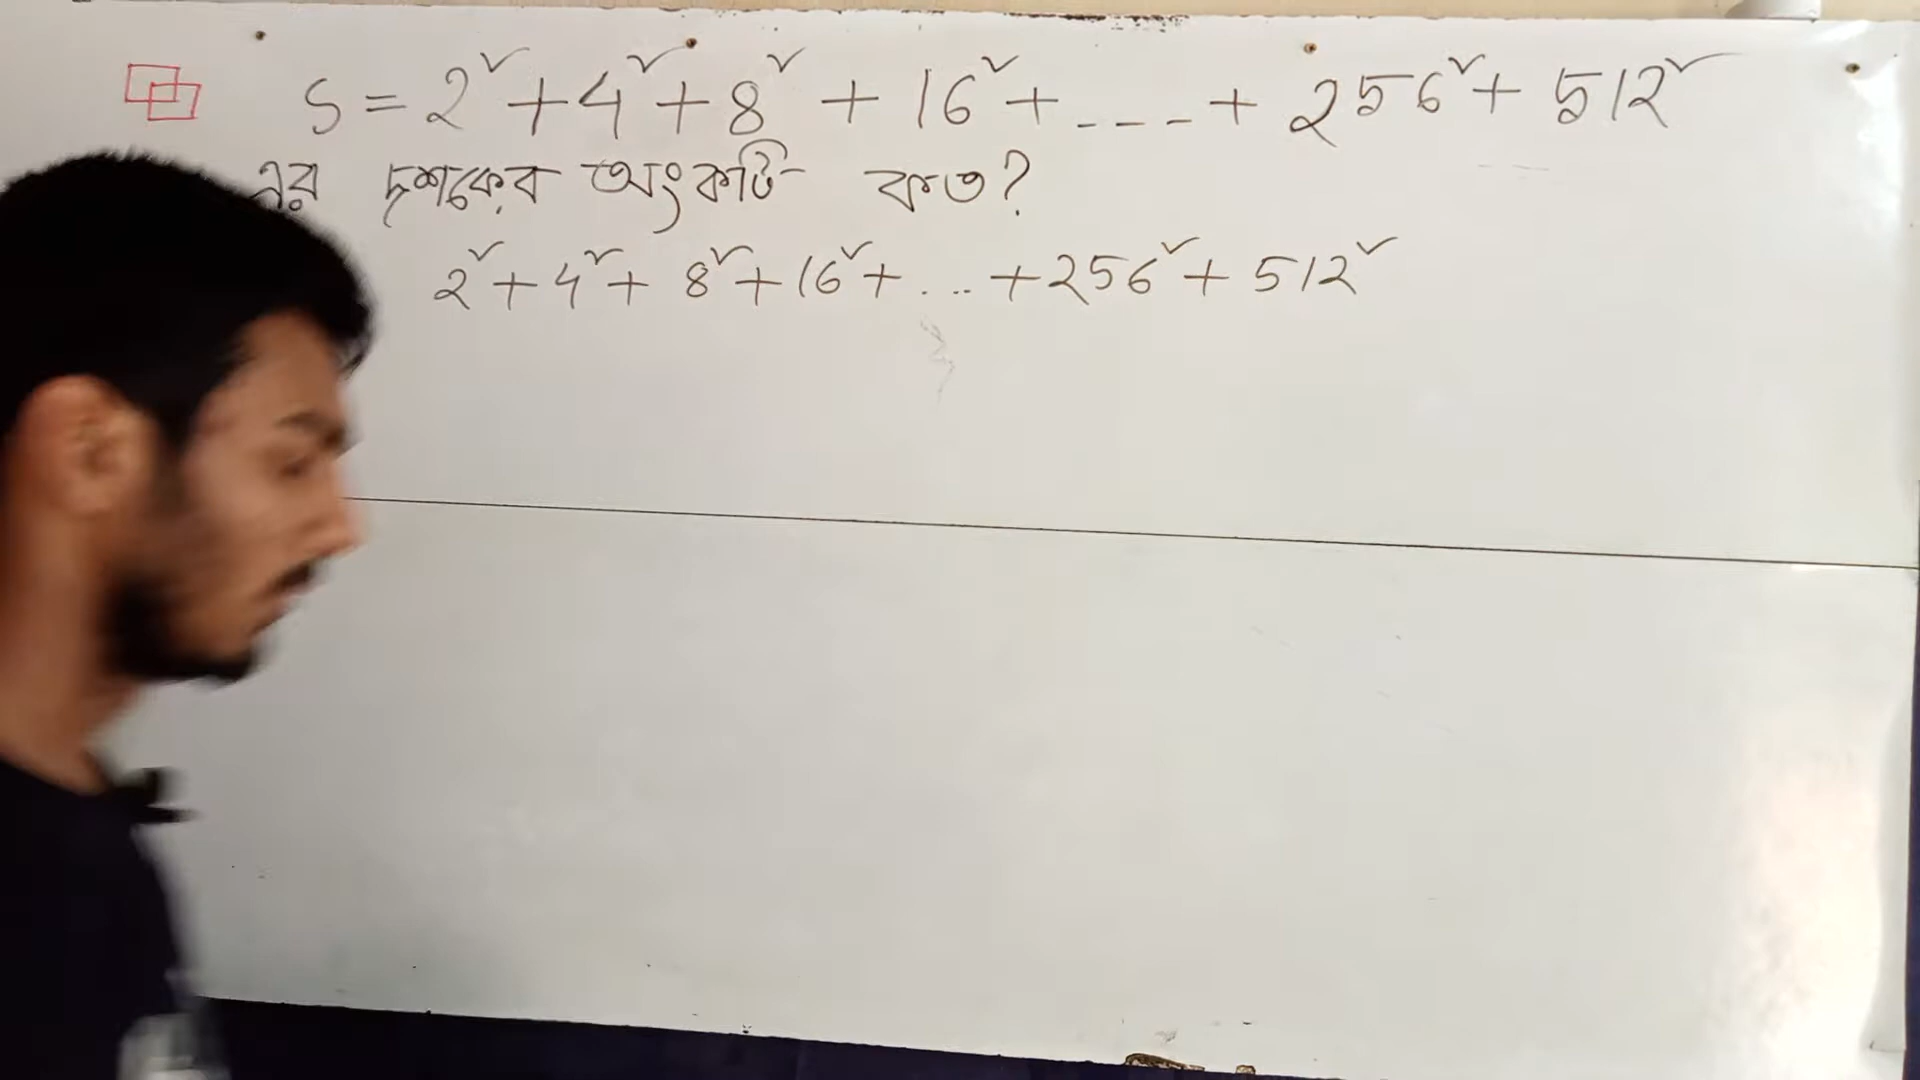 S = 2² + 4² + 8² + 16² + ---- + 256² + 512²
এর দশকের অংকটি কত?
2² + 4² + 8² + 16² + ... + 256² + 512²